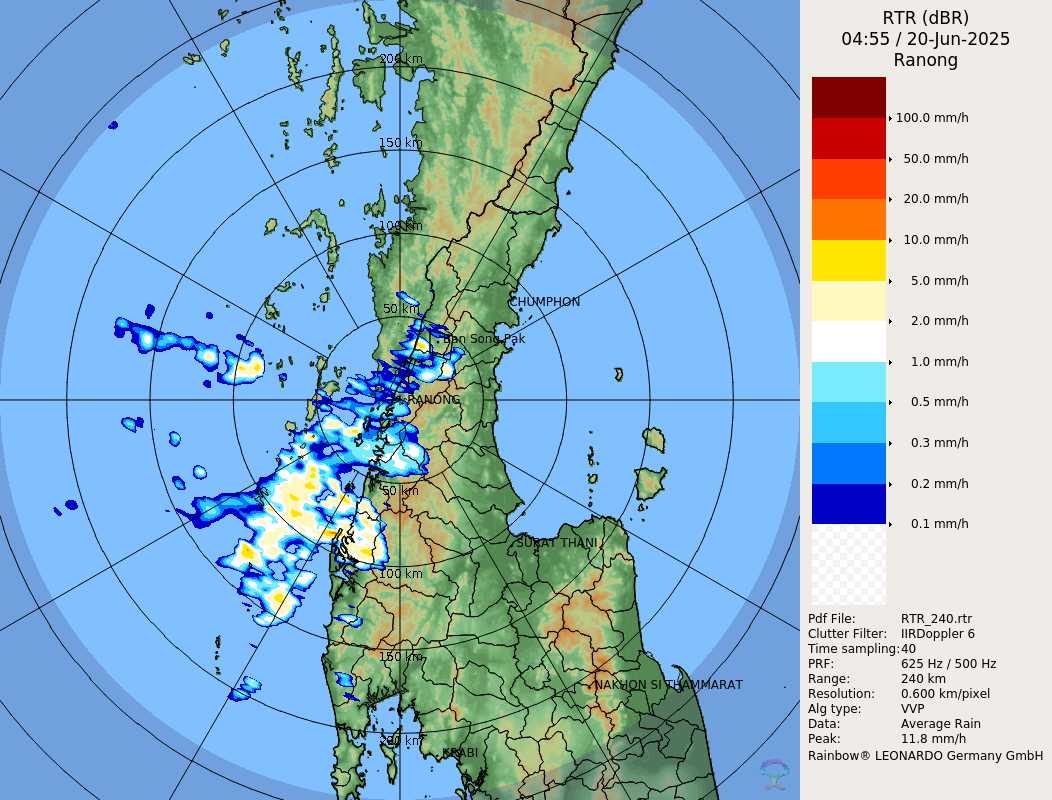 RTR (dBR)
04:55 / 20-Jun-2025
Ranong
100.0 mm/h
50.0 mm/h
20.0 mm/h
10.0 mm/h
5.0 mm/h
2.0 mm/h
1.0 mm/h
0.5 mm/h
0.3 mm/h
0.2 mm/h
0.1 mm/h
Pdf File: RTR_240.rtr
Clutter Filter: IIRDoppler 6
Time sampling:40
PRF: 625 Hz / 500 Hz
Range: 240 km
Resolution: 0.600 km/pixel
Alg type: VVP
Data: Average Rain
Peak: 11.8 mm/h
Rainbow® LEONARDO Germany GmbH
200 km
150 km
100 km
50 km
CHUMPHON
Ban Song Pak
RANONG
50 km
SURAT THANI
100 km
150 km
NAKHON SI THAMMARAT
200 km
KRABI